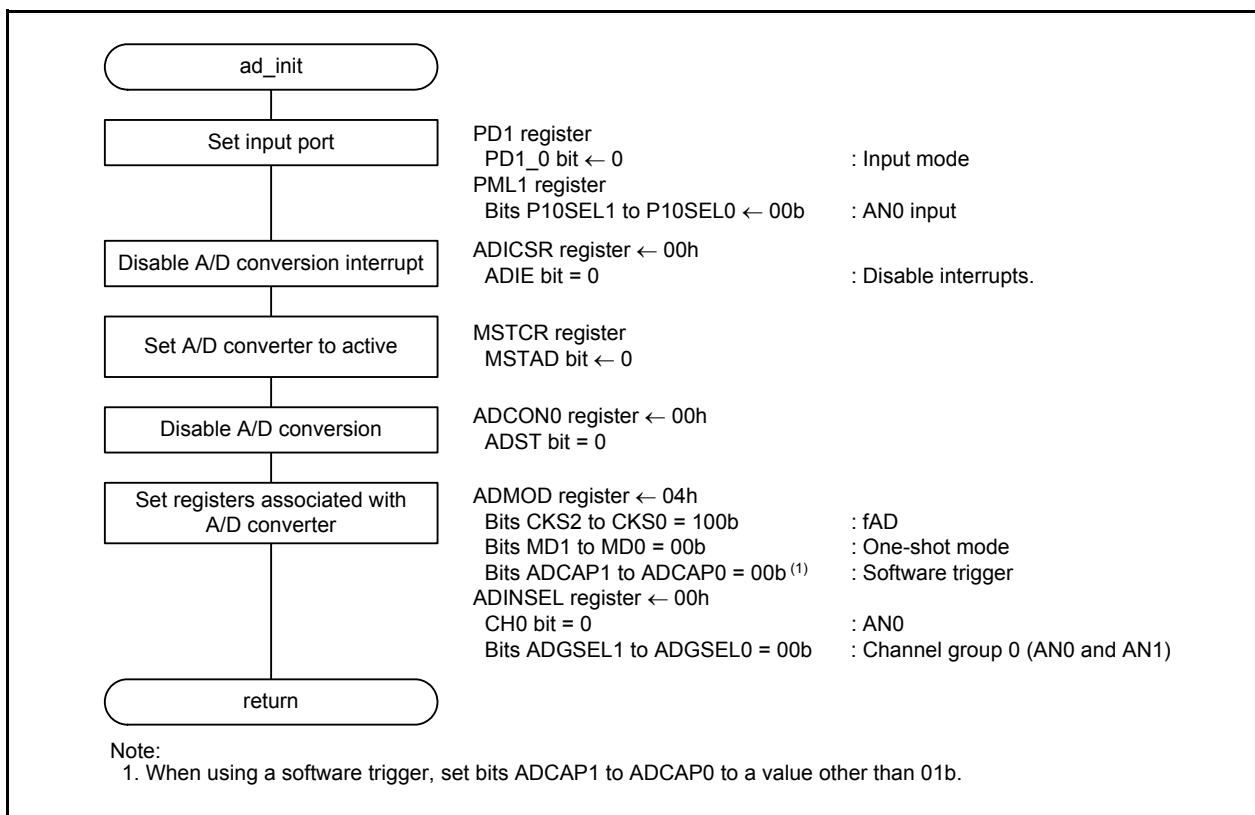 ad_init
Set input port
PD1 register
PD1_0 bit ← 0 : Input mode
PML1 register
Bits P10SEL1 to P10SEL0 ← 00b : AN0 input
Disable A/D conversion interrupt
ADICSR register ← 00h
ADIE bit = 0 : Disable interrupts.
Set A/D converter to active
MSTCR register
MSTAD bit ← 0
Disable A/D conversion
ADCON0 register ← 00h
ADST bit = 0
Set registers associated with
A/D converter
ADMOD register ← 04h
Bits CKS2 to CKS0 = 100b : fAD
Bits MD1 to MD0 = 00b : One-shot mode
Bits ADCAP1 to ADCAP0 = 00b (1) : Software trigger
ADINSEL register ← 00h
CH0 bit = 0 : AN0
Bits ADGSEL1 to ADGSEL0 = 00b : Channel group 0 (AN0 and AN1)
return
Note:
1. When using a software trigger, set bits ADCAP1 to ADCAP0 to a value other than 01b.